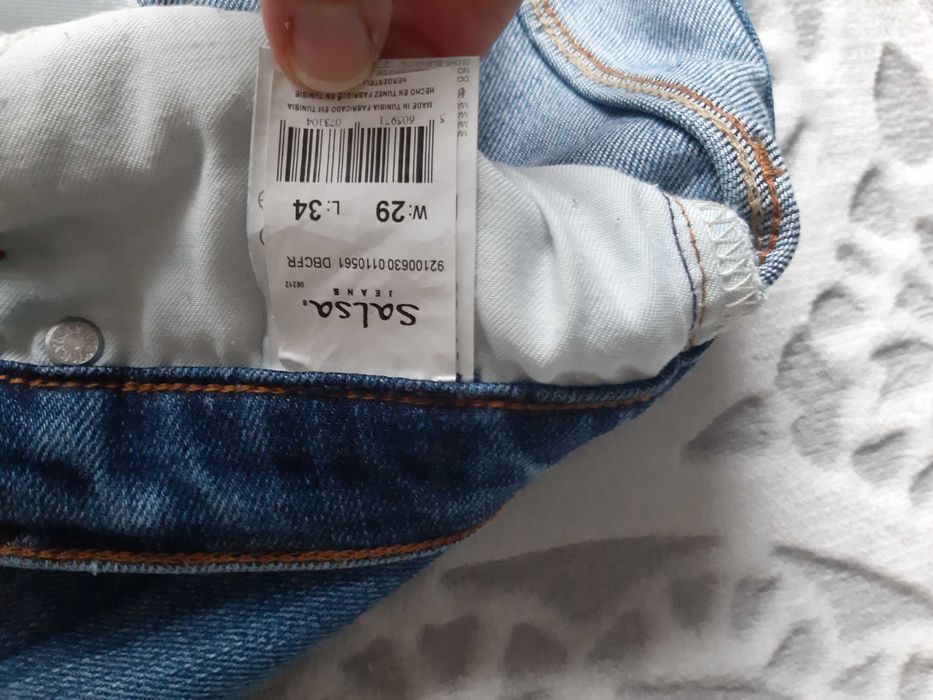 salsa
JEANS
06212
92100630 0110561 DBCFR
W: 29 L: 34
5 605971 073104
MADE IN TUNISIA FABRICADO EM TUNISIA
HECHO EN TUNEZ FABRIQUÉ EN TUNISIE